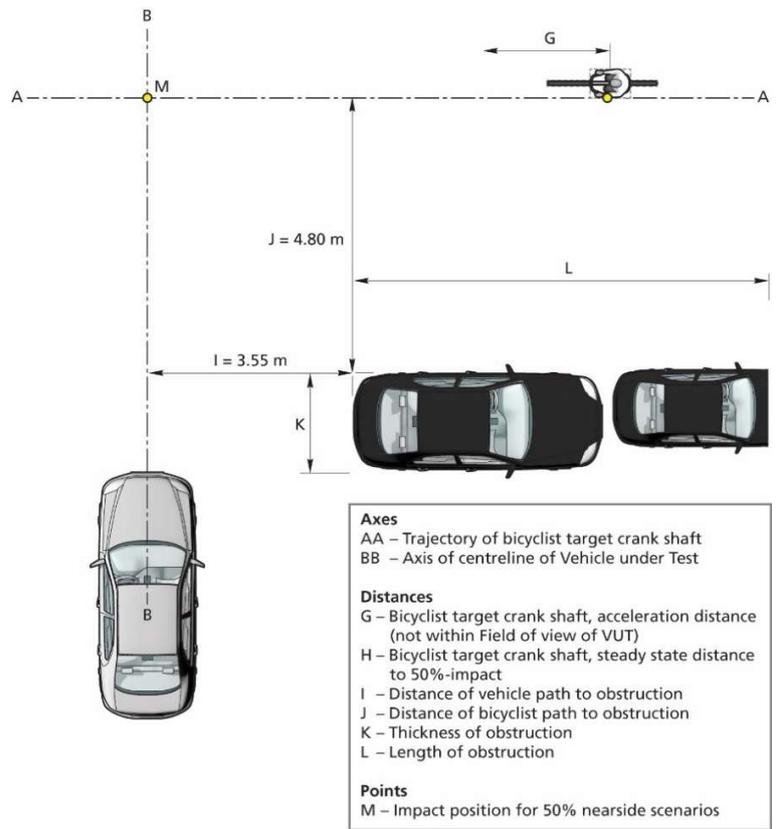 B
G
M
A
A
J = 4.80 m
L
I = 3.55 m
K
B
Axes
AA – Trajectory of bicyclist target crank shaft
BB – Axis of centreline of Vehicle under Test
Distances
G – Bicyclist target crank shaft, acceleration distance
(not within Field of view of VUT)
H – Bicyclist target crank shaft, steady state distance
to 50%-impact
I – Distance of vehicle path to obstruction
J – Distance of bicyclist path to obstruction
K – Thickness of obstruction
L – Length of obstruction
Points
M – Impact position for 50% nearside scenarios